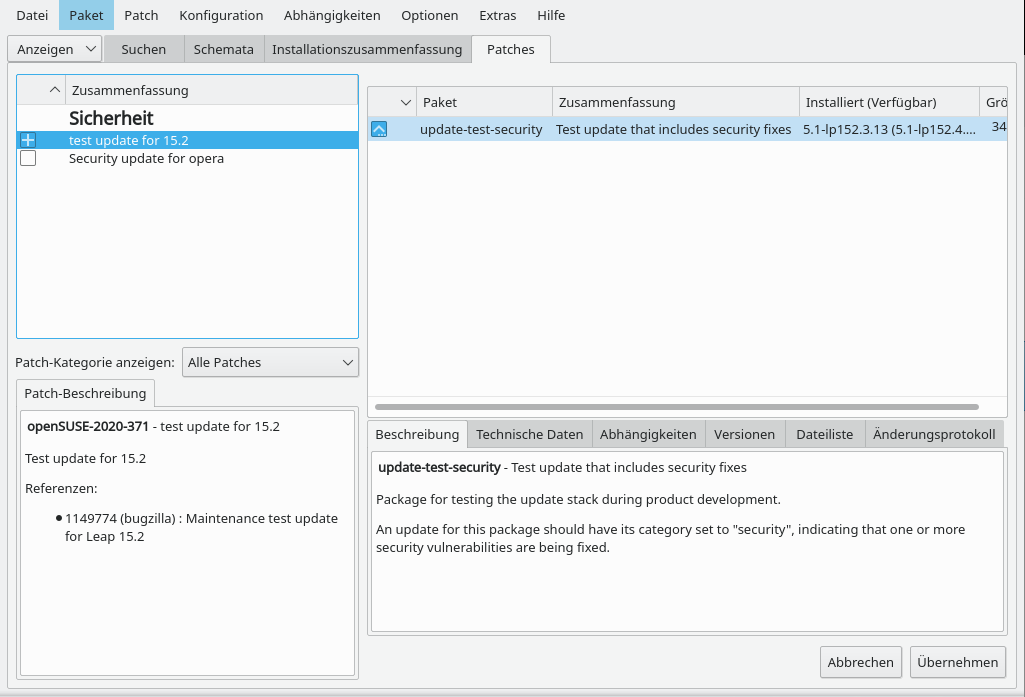 Datei Paket Patch Konfiguration Abhängigkeiten Optionen Extras Hilfe
Anzeigen Suchen Schemata Installationszusammenfassung Patches
Zusammenfassung
Sicherheit
test update for 15.2
Security update for opera
Patch-Kategorie anzeigen: Alle Patches
Patch-Beschreibung
openSUSE-2020-371 - test update for 15.2
Test update for 15.2
Referenzen:
1149774 (bugzilla) : Maintenance test update
for Leap 15.2
Paket Zusammenfassung Installiert (Verfügbar) Grö
update-test-security Test update that includes security fixes 5.1-lp152.3.13 (5.1-lp152.4.... 34
Beschreibung Technische Daten Abhängigkeiten Versionen Dateiliste Änderungsprotokoll
update-test-security - Test update that includes security fixes
Package for testing the update stack during product development.
An update for this package should have its category set to "security", indicating that one or more
security vulnerabilities are being fixed.
Abbrechen Übernehmen